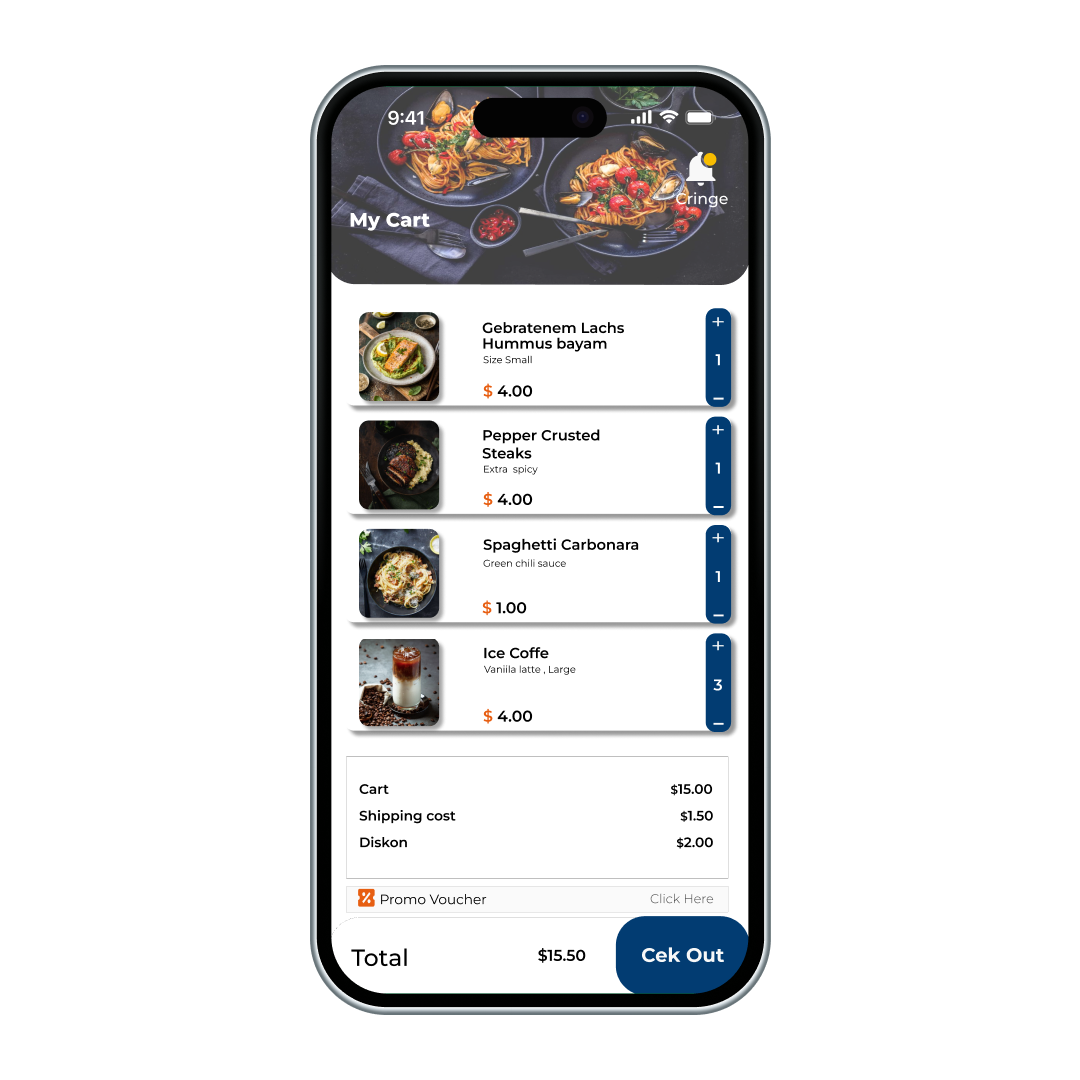 9:41
Cringe
My Cart
Gebratenem Lachs
Hummus bayam
Size Small
$ 4.00
+
1
−
Pepper Crusted
Steaks
Extra spicy
$ 4.00
+
1
−
Spaghetti Carbonara
Green chili sauce
$ 1.00
+
1
−
Ice Coffe
Vaniila latte , Large
$ 4.00
+
3
−
Cart $15.00
Shipping cost $1.50
Diskon $2.00
Promo Voucher Click Here
Total $15.50 Cek Out